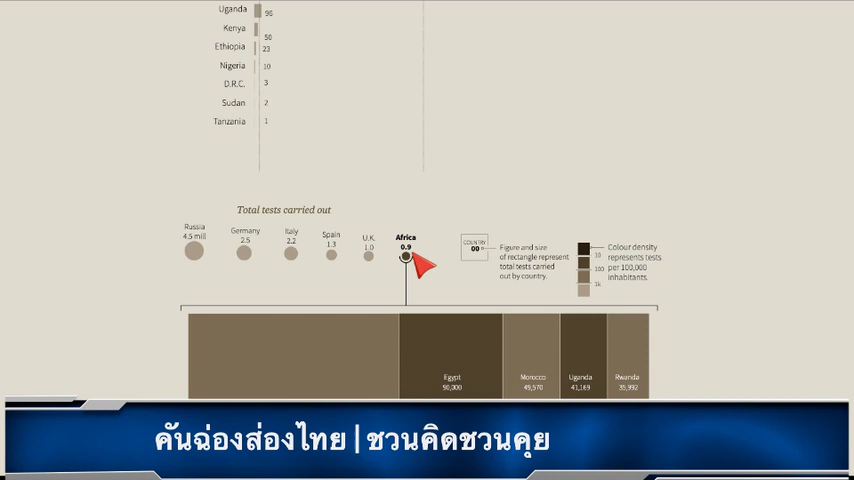 Uganda 96
Kenya 50
Ethiopia 23
Nigeria 10
D.R.C. 3
Sudan 2
Tanzania 1
Total tests carried out
Russia
4.5 mill
Germany
2.5
Italy
2.2
Spain
1.3
U.K.
1.0
Africa
0.9
COUNTRY
00
Figure and size
of rectangle represent
total tests carried
out by country.
10
100
1k
Colour density
represents tests
per 100,000
inhabitants.
Egypt
90,000
Morocco
49,570
Uganda
41,169
Rwanda
35,992
คันฉ่องส่องไทย | ชวนคิดชวนคุย